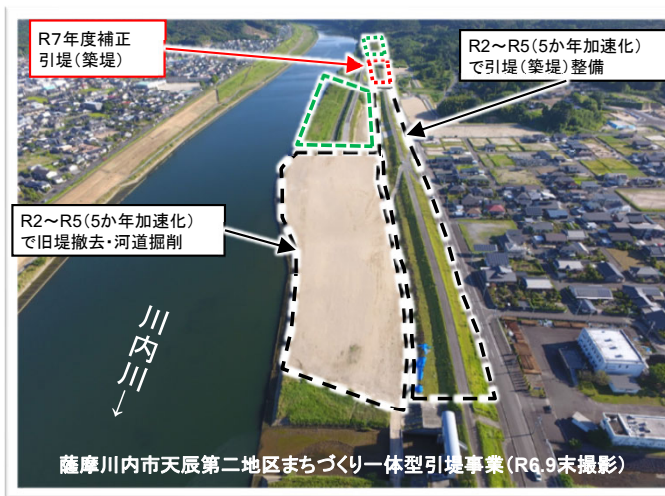 R7年度補正
引堤(築堤)
R2～R5(5か年加速化)
で引堤(築堤)整備
R2～R5(5か年加速化)
で旧堤撤去・河道掘削
川内川→
薩摩川内市天辰第二地区まちづくり一体型引堤事業(R6.9末撮影)